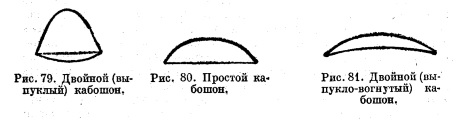 Рис. 79. Двойной (вы-
пуклый) кабошон.
Рис. 80. Простой ка-
бошон.
Рис. 81. Двойной (вы-
пукло-вогнутый) ка-
бошон.